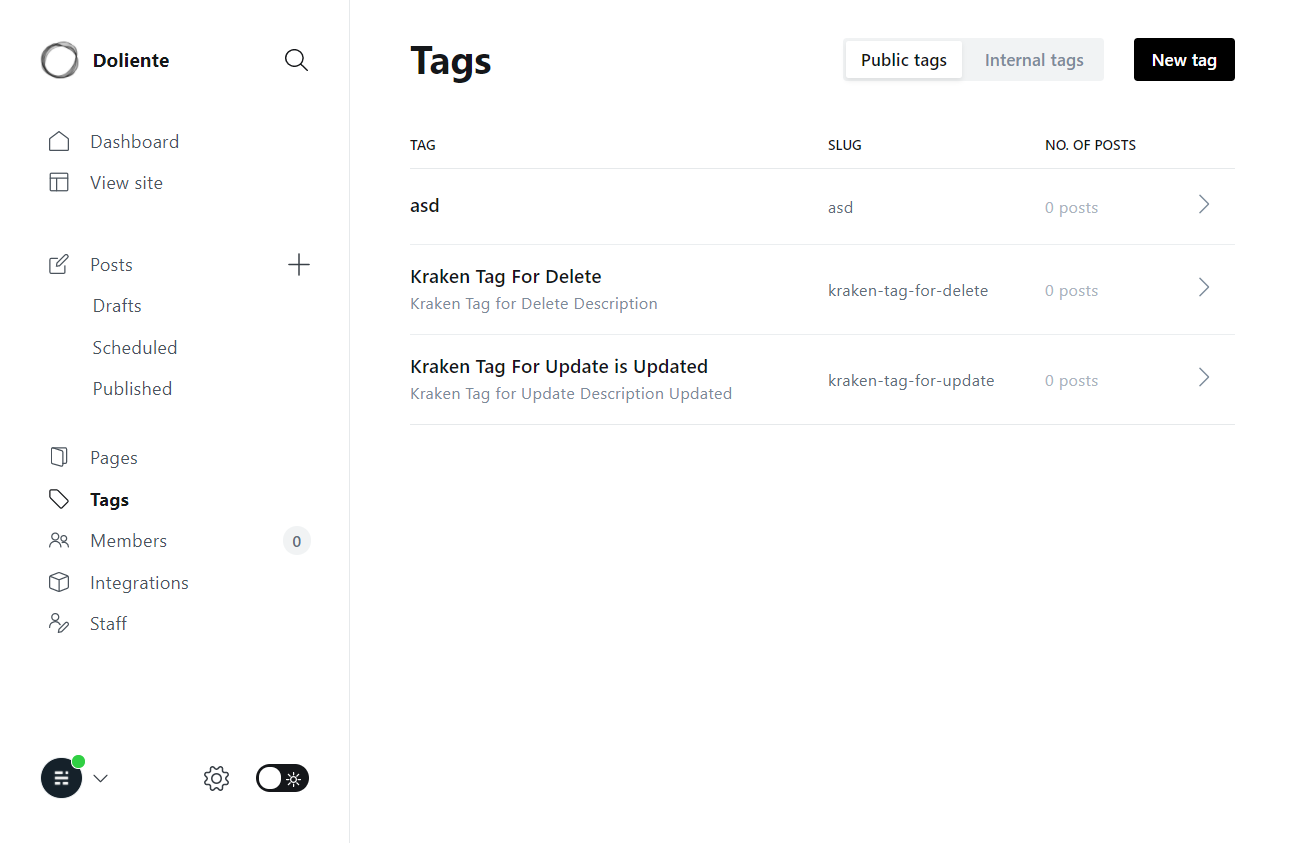 Doliente
Dashboard
View site
Posts
Drafts
Scheduled
Published
Pages
Tags
Members 0
Integrations
Staff
Tags
Public tags Internal tags New tag
TAG SLUG NO. OF POSTS
asd asd 0 posts
Kraken Tag For Delete
Kraken Tag for Delete Description
kraken-tag-for-delete 0 posts
Kraken Tag For Update is Updated
Kraken Tag for Update Description Updated
kraken-tag-for-update 0 posts